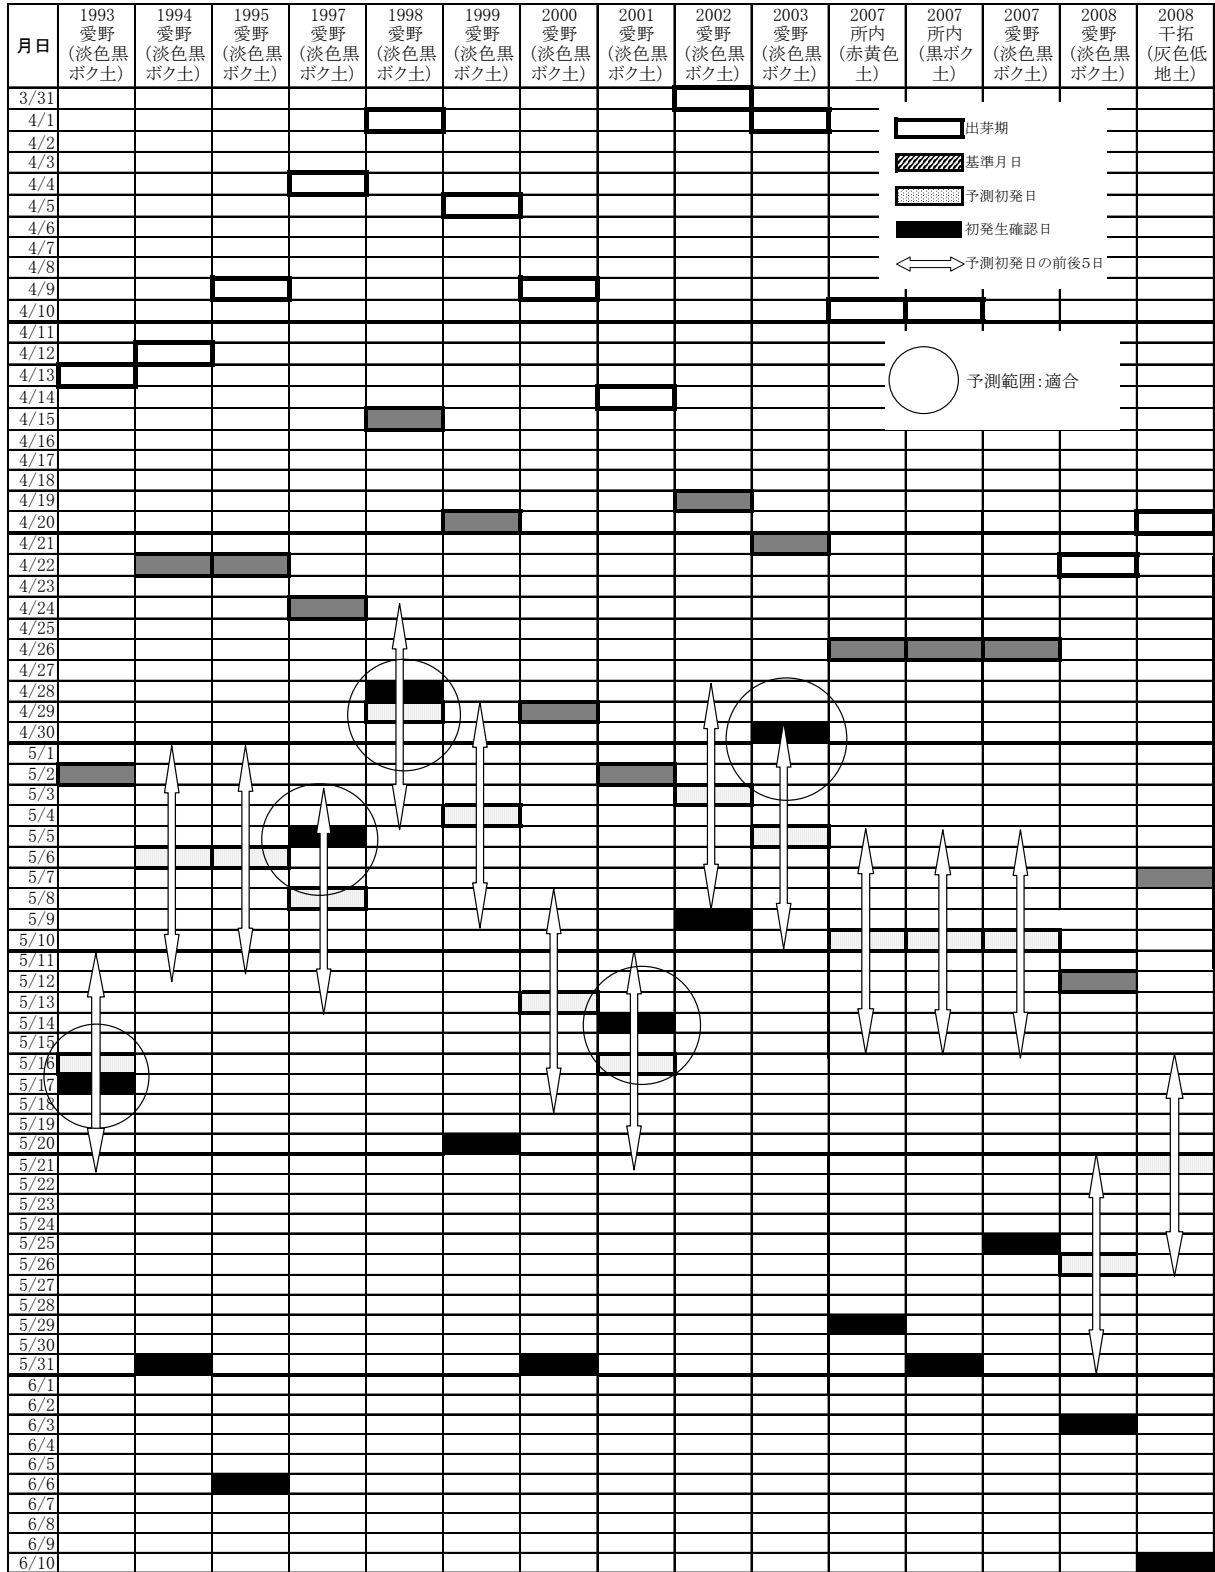 月日
1993
愛野
(淡色黒
ボク土)
1994
愛野
(淡色黒
ボク土)
1995
愛野
(淡色黒
ボク土)
1997
愛野
(淡色黒
ボク土)
1998
愛野
(淡色黒
ボク土)
1999
愛野
(淡色黒
ボク土)
2000
愛野
(淡色黒
ボク土)
2001
愛野
(淡色黒
ボク土)
2002
愛野
(淡色黒
ボク土)
2003
愛野
(淡色黒
ボク土)
2007
所内
(赤黄色
土)
2007
所内
(黒ボク
土)
2007
愛野
(淡色黒
ボク土)
2008
愛野
(淡色黒
ボク土)
2008
干拓
(灰色低
地土)
3/31
4/1
4/2
4/3
4/4
4/5
4/6
4/7
4/8
4/9
4/10
4/11
4/12
4/13
4/14
4/15
4/16
4/17
4/18
4/19
4/20
4/21
4/22
4/23
4/24
4/25
4/26
4/27
4/28
4/29
4/30
5/1
5/2
5/3
5/4
5/5
5/6
5/7
5/8
5/9
5/10
5/11
5/12
5/13
5/14
5/15
5/16
5/17
5/18
5/19
5/20
5/21
5/22
5/23
5/24
5/25
5/26
5/27
5/28
5/29
5/30
5/31
6/1
6/2
6/3
6/4
6/5
6/6
6/7
6/8
6/9
6/10
出芽期
基準月日
予測初発日
初発生確認日
予測初発日の前後5日
予測範囲:適合